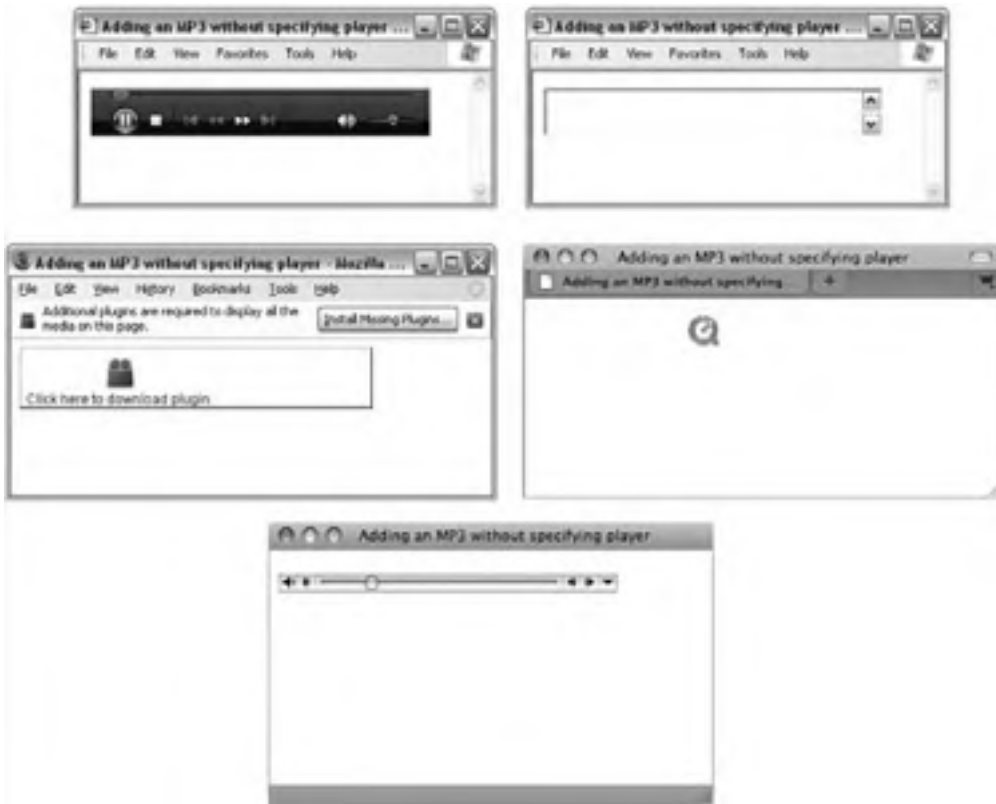 Adding an MP3 without specifying player ...
File Edit View Favorites Tools Help
Adding an MP3 without specifying player ...
File Edit View Favorites Tools Help
Adding an MP3 without specifying player - Mozilla ...
File Edit View History Bookmarks Tools Help
Additional plugins are required to display all the
media on this page.
Install Missing Plugins...
Click here to download plugin
Adding an MP3 without specifying player
Adding an MP3 without specifying
Adding an MP3 without specifying player